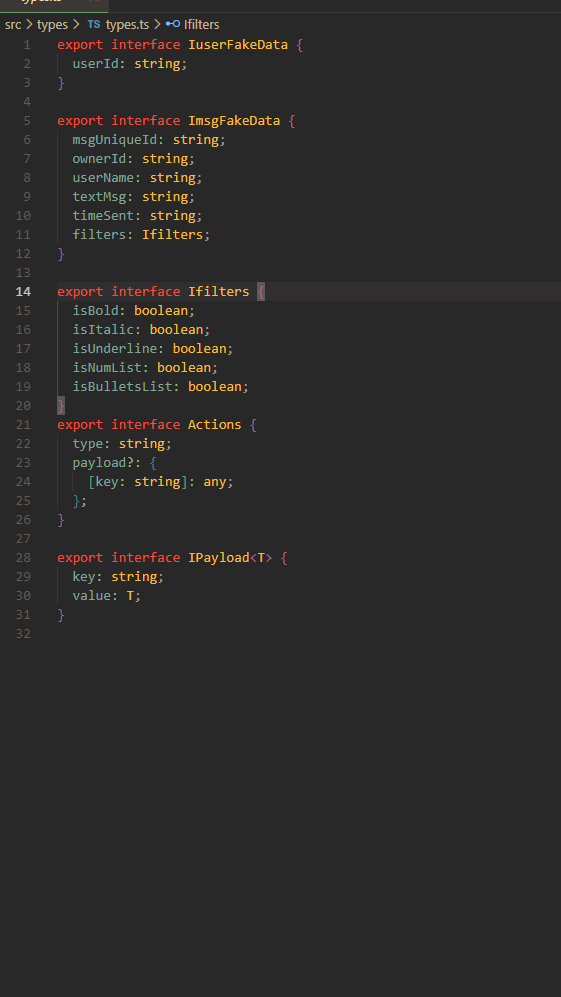 src > types > TS types.ts > Ifilters
1 export interface IuserFakeData {
2   userId: string;
3 }
4
5 export interface ImsgFakeData {
6   msgUniqueId: string;
7   ownerId: string;
8   userName: string;
9   textMsg: string;
10   timeSent: string;
11   filters: Ifilters;
12 }
13
14 export interface Ifilters {
15   isBold: boolean;
16   isItalic: boolean;
17   isUnderline: boolean;
18   isNumList: boolean;
19   isBulletsList: boolean;
20 }
21 export interface Actions {
22   type: string;
23   payload?: {
24     [key: string]: any;
25   };
26 }
27
28 export interface IPayload<T> {
29   key: string;
30   value: T;
31 }
32